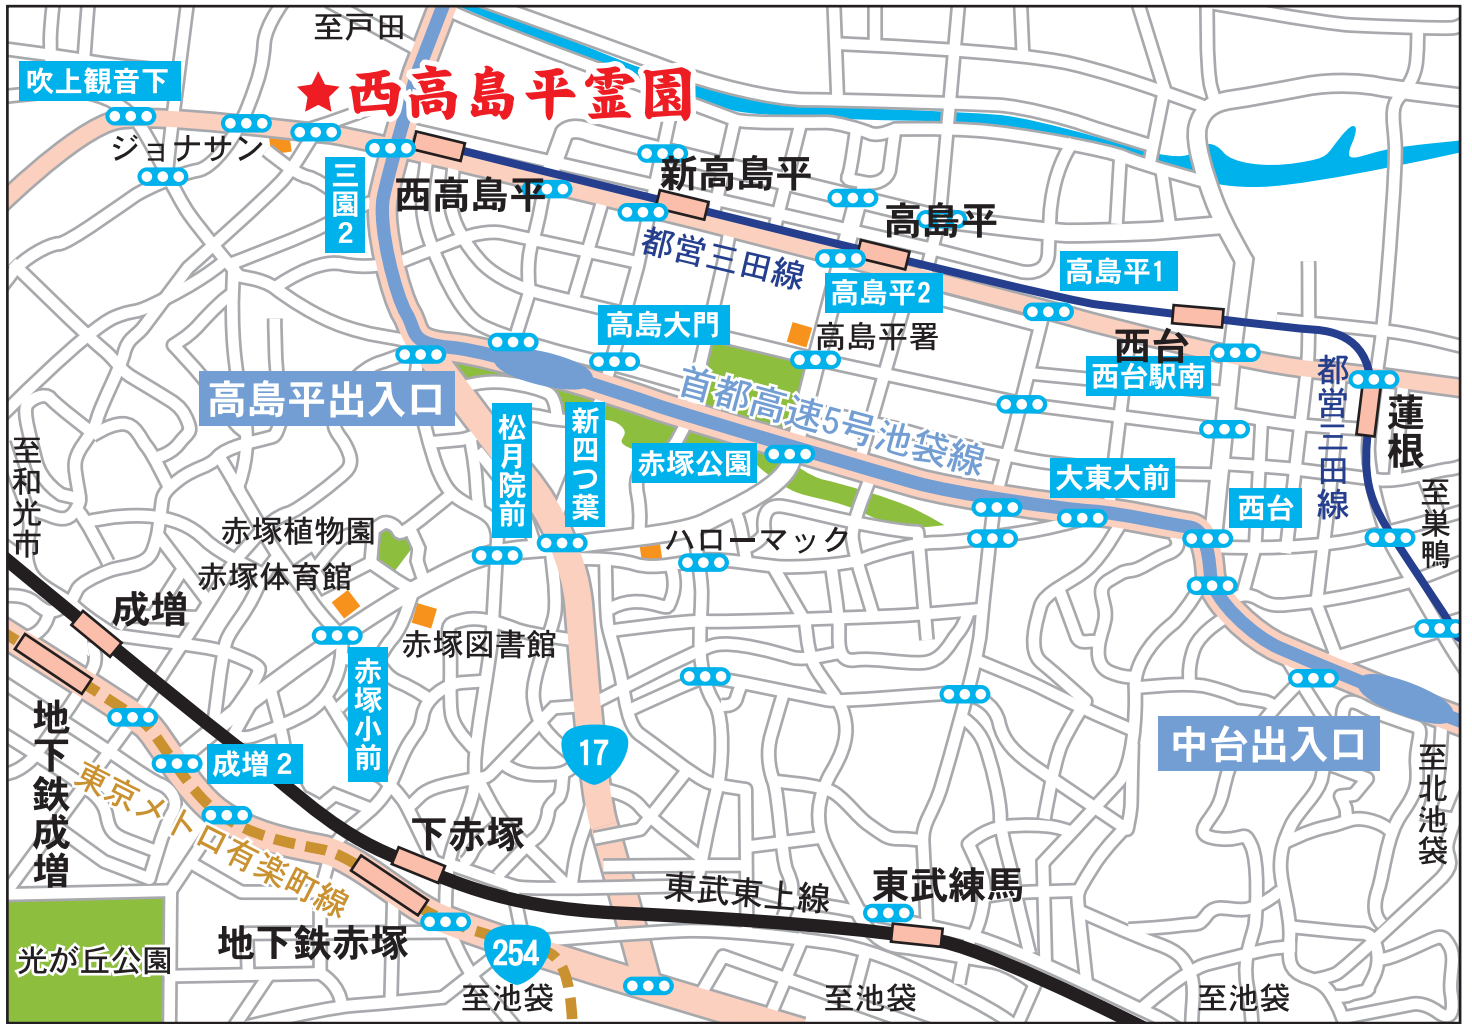 至戸田
吹上観音下
★西高島平霊園
ジョナサン
三園2
西高島平
新高島平
高島平
都営三田線
高島平1
高島平2
高島大門
高島平署
西台
西台駅南
都営三田線
蓮根
高島平出入口
首都高速5号池袋線
松月院前
新四つ葉
赤塚公園
大東大前
西台
至巣鴨
至和光市
赤塚植物園
赤塚体育館
ハローマック
成増
赤塚図書館
赤塚小前
地下鉄成増
成増2
17
中台出入口
至北池袋
東京メトロ有楽町線
下赤塚
東武東上線
東武練馬
地下鉄赤塚
254
光が丘公園
至池袋
至池袋
至池袋